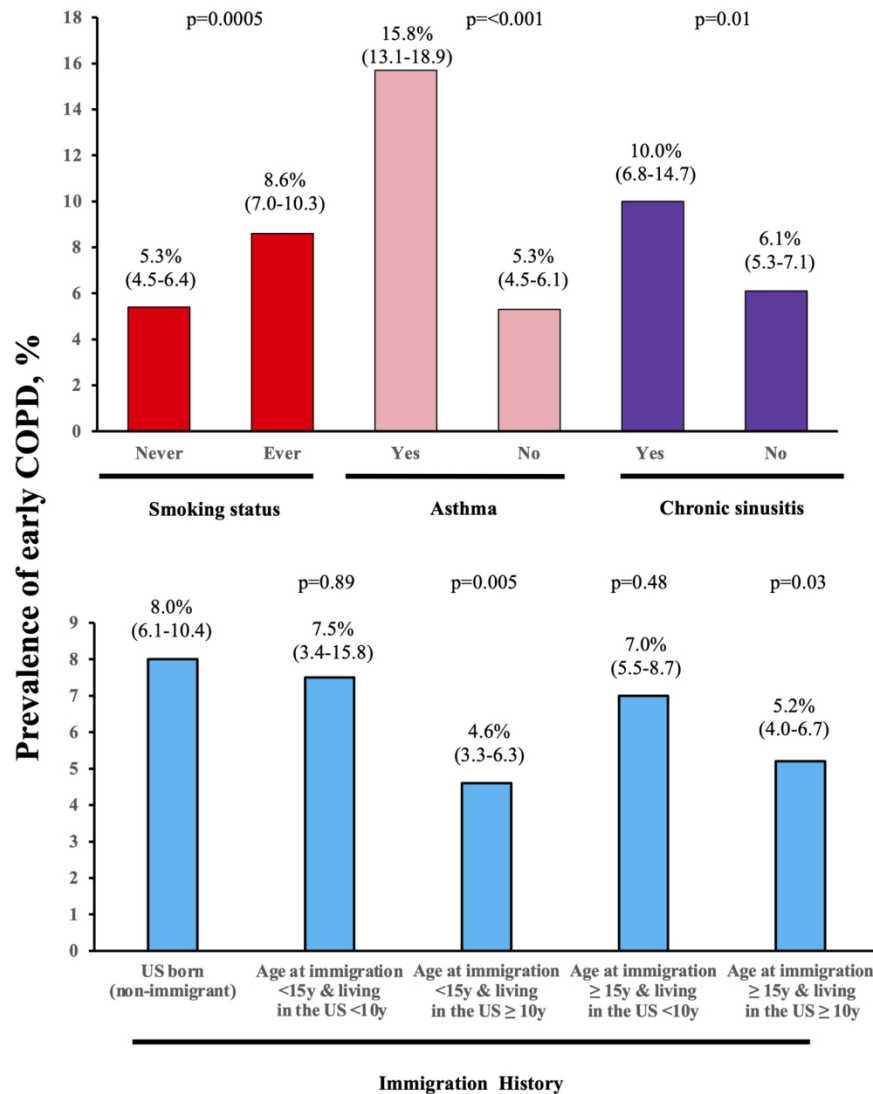 Prevalence of early COPD, %
18
16
14
12
10
8
6
4
2
0
p=0.0005
p=<0.001
p=0.01
5.3%
(4.5-6.4)
8.6%
(7.0-10.3)
15.8%
(13.1-18.9)
5.3%
(4.5-6.1)
10.0%
(6.8-14.7)
6.1%
(5.3-7.1)
Never
Ever
Yes
No
Yes
No
Smoking status
Asthma
Chronic sinusitis
p=0.89
p=0.005
p=0.48
p=0.03
9
8
7
6
5
4
3
2
1
0
8.0%
(6.1-10.4)
7.5%
(3.4-15.8)
4.6%
(3.3-6.3)
7.0%
(5.5-8.7)
5.2%
(4.0-6.7)
US born
(non-immigrant)
Age at immigration
<15y & living
in the US <10y
Age at immigration
<15y & living
in the US ≥ 10y
Age at immigration
≥ 15y & living
in the US <10y
Age at immigration
≥ 15y & living
in the US ≥ 10y
Immigration History